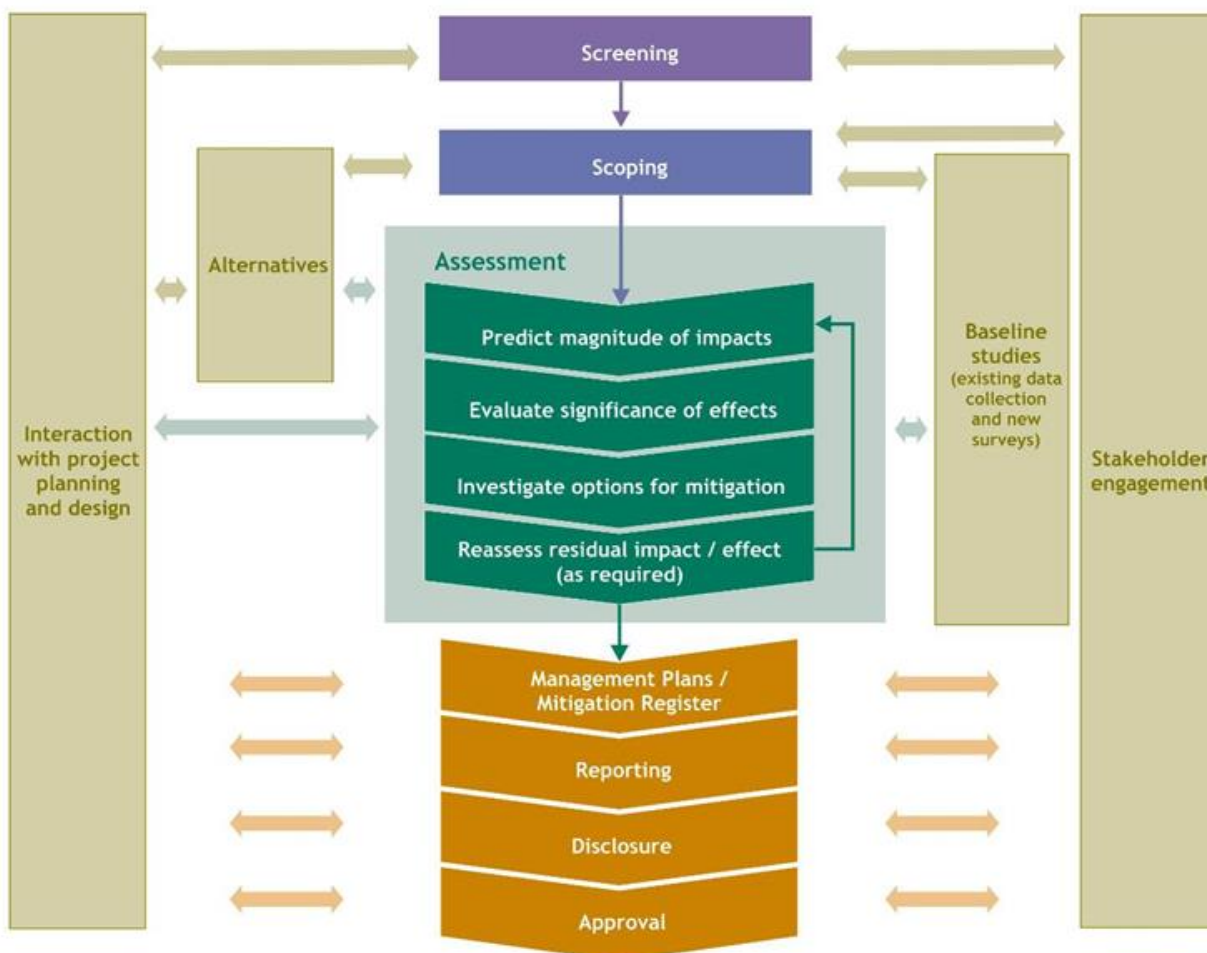 Screening
Scoping
Alternatives
Assessment
Predict magnitude of impacts
Evaluate significance of effects
Investigate options for mitigation
Reassess residual impact / effect
(as required)
Baseline
studies
(existing data
collection
and new
surveys)
Interaction
with project
planning
and design
Stakeholder
engagement
Management Plans /
Mitigation Register
Reporting
Disclosure
Approval